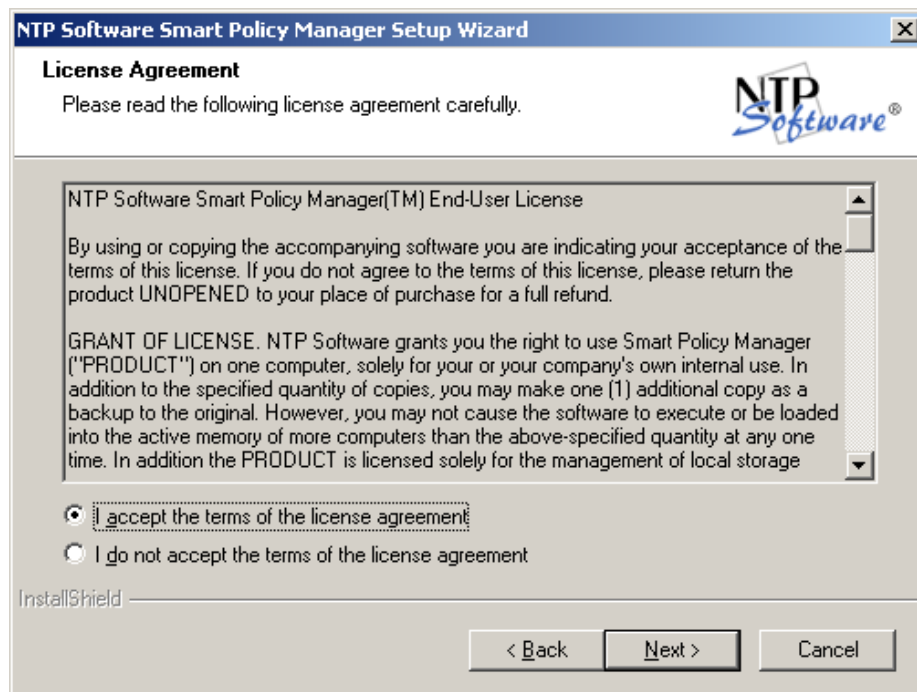 NTP Software Smart Policy Manager Setup Wizard
License Agreement
Please read the following license agreement carefully.
NTP
Software®
NTP Software Smart Policy Manager(TM) End-User License
By using or copying the accompanying software you are indicating your acceptance of the
terms of this license. If you do not agree to the terms of this license, please return the
product UNOPENED to your place of purchase for a full refund.
GRANT OF LICENSE. NTP Software grants you the right to use Smart Policy Manager
("PRODUCT") on one computer, solely for your or your company's own internal use. In
addition to the specified quantity of copies, you may make one (1) additional copy as a
backup to the original. However, you may not cause the software to execute or be loaded
into the active memory of more computers than the above-specified quantity at any one
time. In addition the PRODUCT is licensed solely for the management of local storage
I accept the terms of the license agreement
I do not accept the terms of the license agreement
InstallShield
< Back
Next >
Cancel